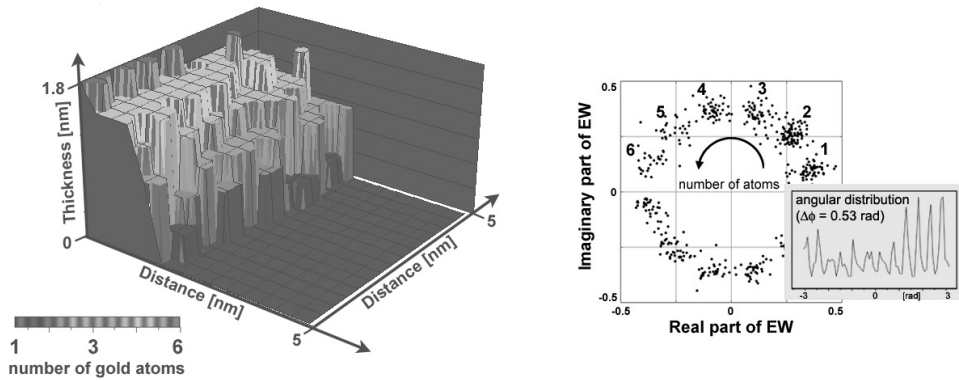 1.8
Thickness [nm]
0
Distance [nm]
5
Distance [nm]
5
1 3 6
number of gold atoms
0.5
0
-0.5
Imaginary part of EW
4
3
5
2
6
1
number of atoms
-0.5 0 0.5
Real part of EW
angular distribution
(Δϕ = 0.53 rad)
-3 0 [rad] 3